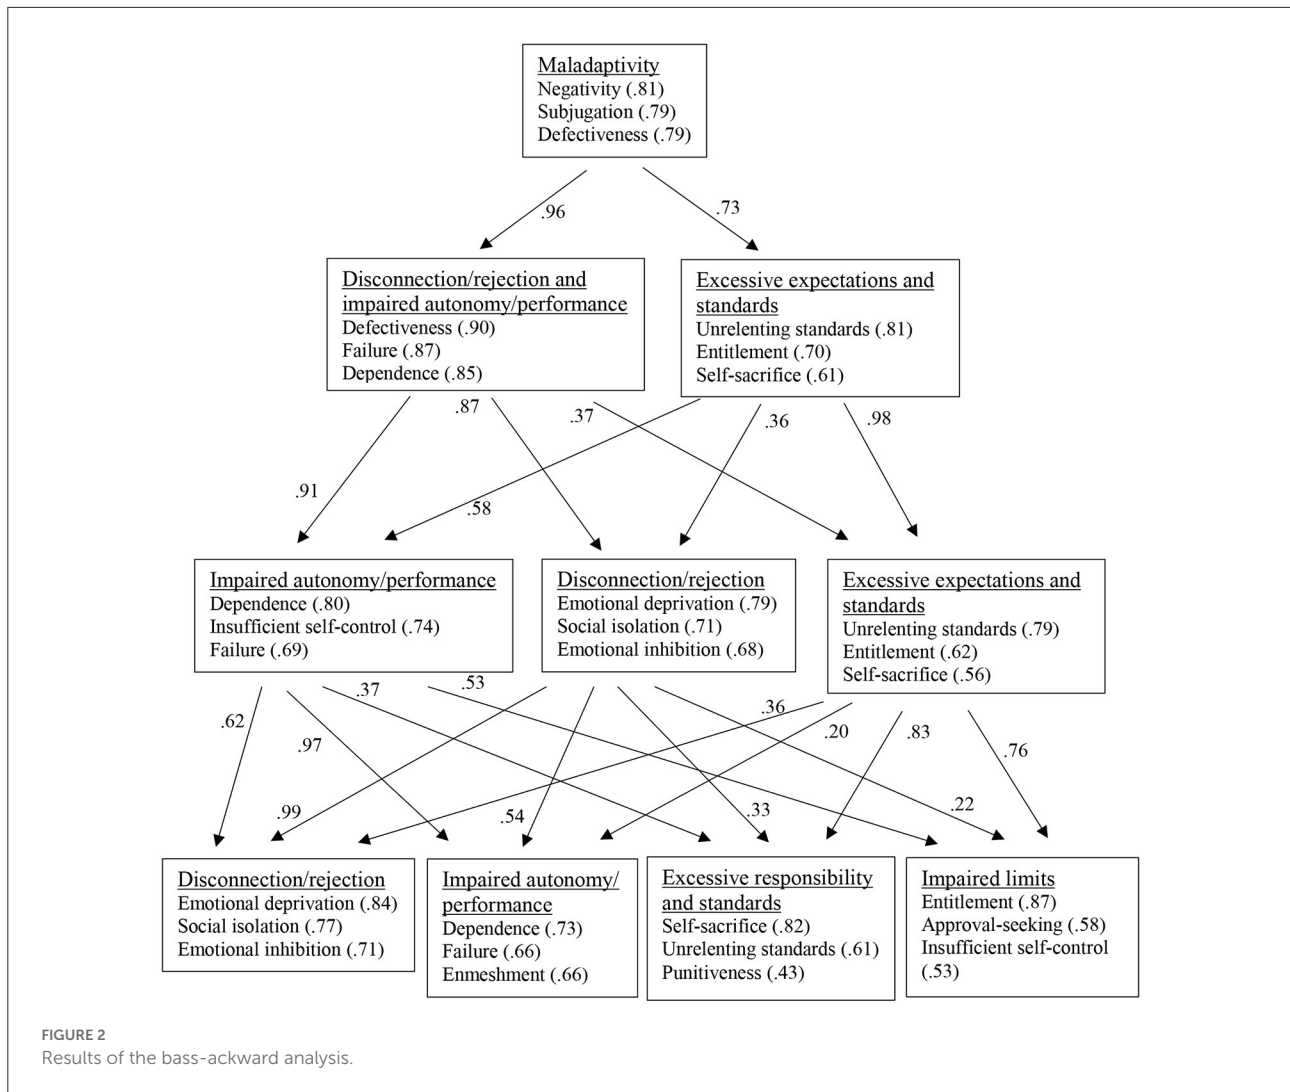 Maladaptivity
Negativity (.81)
Subjugation (.79)
Defectiveness (.79)
.96
.73
Disconnection/rejection and
impaired autonomy/performance
Defectiveness (.90)
Failure (.87)
Dependence (.85)
Excessive expectations and
standards
Unrelenting standards (.81)
Entitlement (.70)
Self-sacrifice (.61)
.87
.37
.36
.98
.91
.58
Impaired autonomy/performance
Dependence (.80)
Insufficient self-control (.74)
Failure (.69)
Disconnection/rejection
Emotional deprivation (.79)
Social isolation (.71)
Emotional inhibition (.68)
Excessive expectations and
standards
Unrelenting standards (.79)
Entitlement (.62)
Self-sacrifice (.56)
.62
.97
.37
.53
.36
.20
.83
.76
.99
.54
.33
.22
Disconnection/rejection
Emotional deprivation (.84)
Social isolation (.77)
Emotional inhibition (.71)
Impaired autonomy/
performance
Dependence (.73)
Failure (.66)
Enmeshment (.66)
Excessive responsibility
and standards
Self-sacrifice (.82)
Unrelenting standards (.61)
Punitiveness (.43)
Impaired limits
Entitlement (.87)
Approval-seeking (.58)
Insufficient self-control
(.53)
FIGURE 2
Results of the bass-ackward analysis.